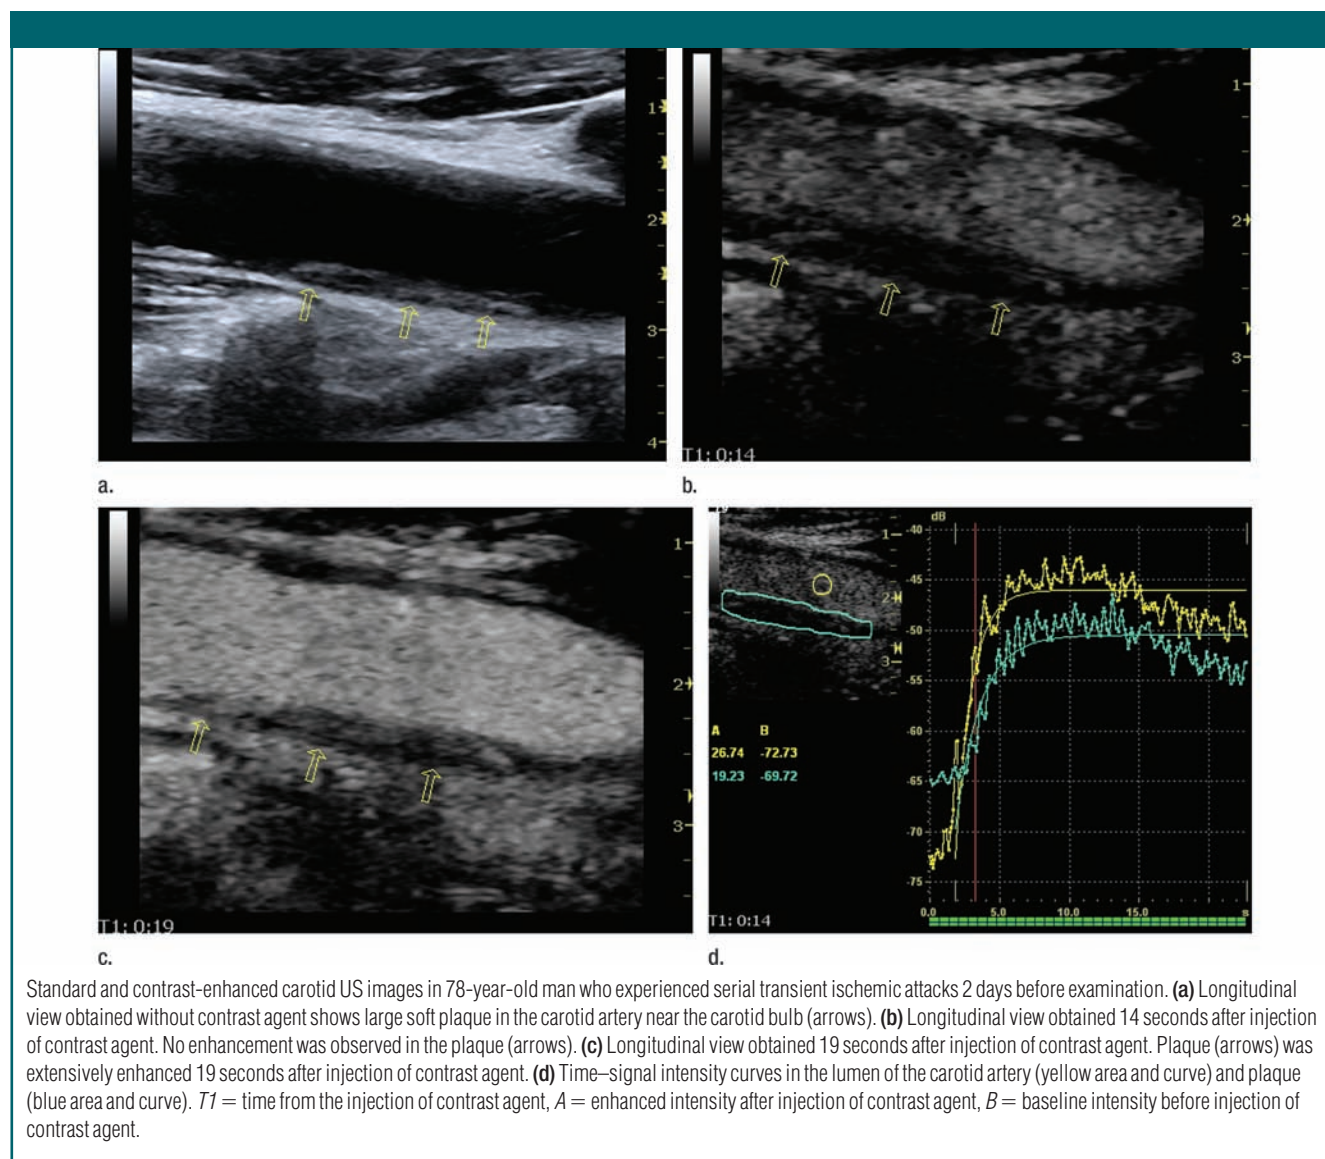 1
2
3
4
a.
1
2
3
T1: 0:14
b.
1
2
3
T1: 0:19
c.
1
2
3
A B
26.74 -72.73
19.23 -69.72
T1: 0:14
dB
-40
-45
-50
-55
-60
-65
-70
-75
0.0 5.0 10.0 15.0 s
d.
Standard and contrast-enhanced carotid US images in 78-year-old man who experienced serial transient ischemic attacks 2 days before examination. (a) Longitudinal
view obtained without contrast agent shows large soft plaque in the carotid artery near the carotid bulb (arrows). (b) Longitudinal view obtained 14 seconds after injection
of contrast agent. No enhancement was observed in the plaque (arrows). (c) Longitudinal view obtained 19 seconds after injection of contrast agent. Plaque (arrows) was
extensively enhanced 19 seconds after injection of contrast agent. (d) Time–signal intensity curves in the lumen of the carotid artery (yellow area and curve) and plaque
(blue area and curve). T1 = time from the injection of contrast agent, A = enhanced intensity after injection of contrast agent, B = baseline intensity before injection of
contrast agent.